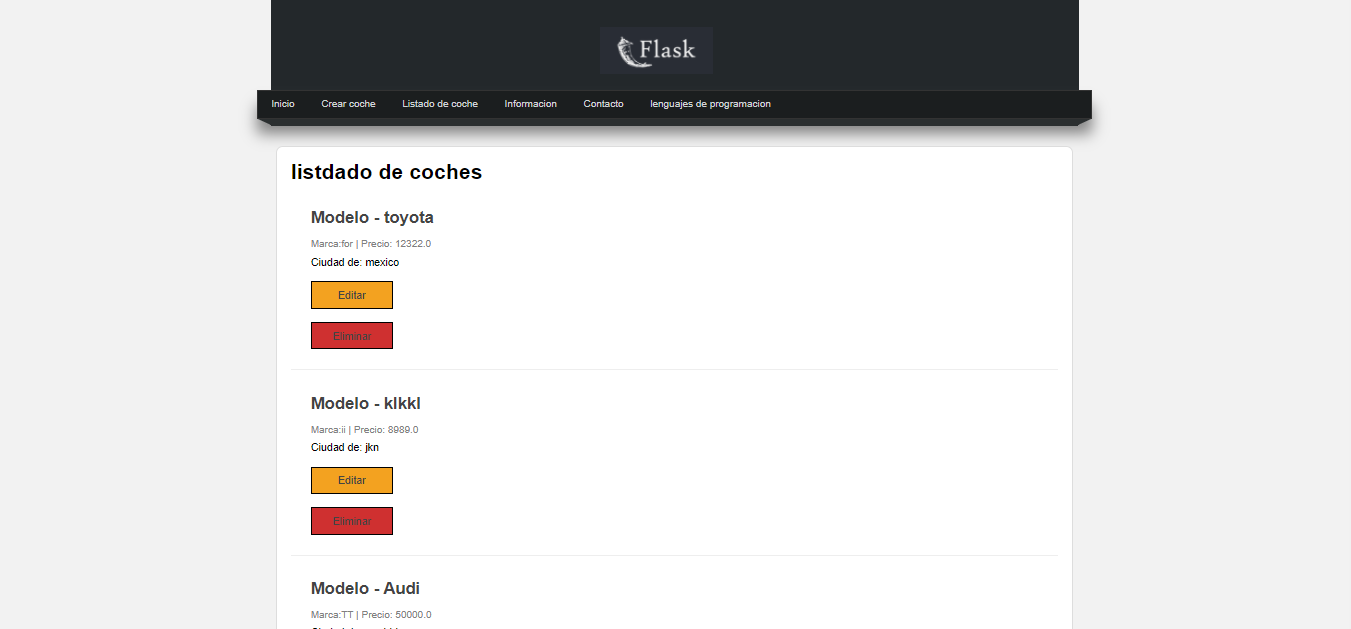 Flask
Inicio Crear coche Listado de coche Informacion Contacto lenguajes de programacion
listdado de coches
Modelo - toyota
Marca:for | Precio: 12322.0
Ciudad de: mexico
Editar
Eliminar
Modelo - klkkl
Marca:ii | Precio: 8989.0
Ciudad de: jkn
Editar
Eliminar
Modelo - Audi
Marca:TT | Precio: 50000.0